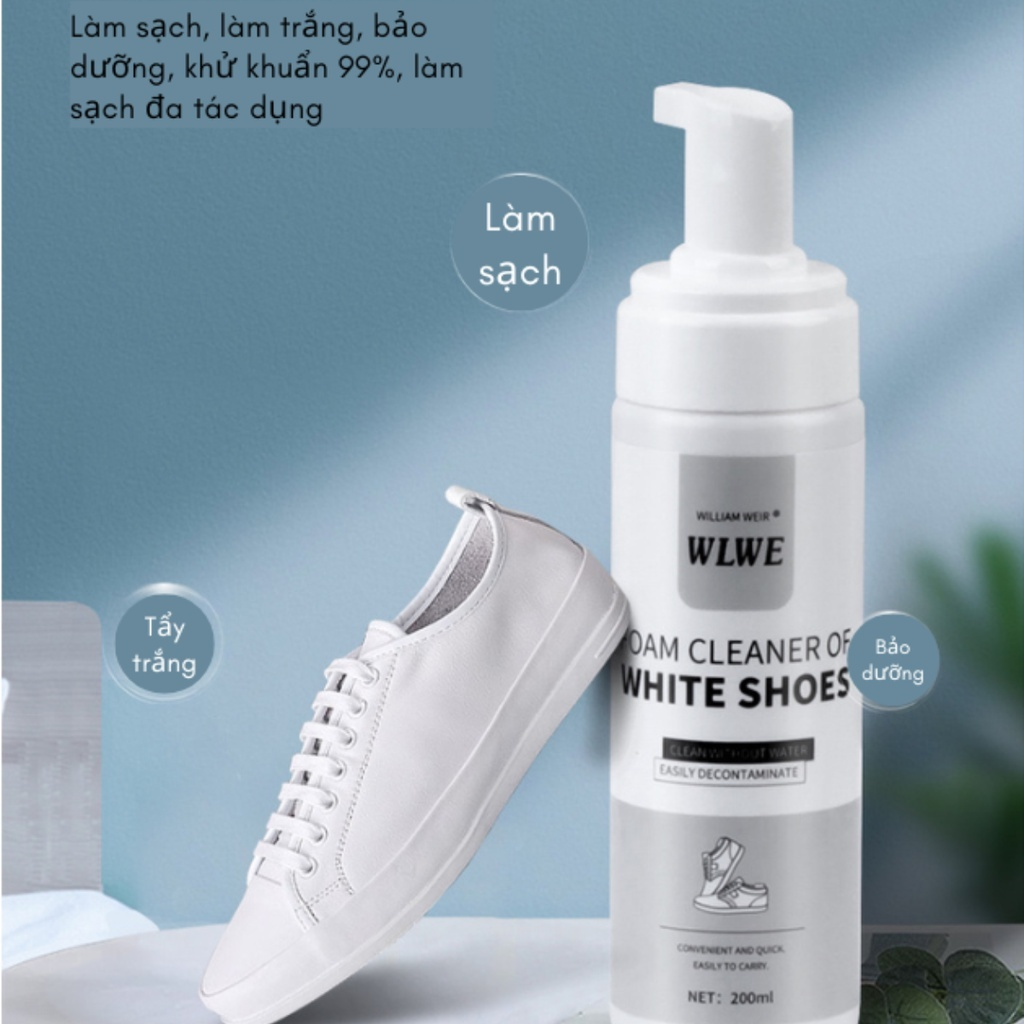 Làm sạch, làm trắng, bảo
dưỡng, khử khuẩn 99%, làm
sạch đa tác dụng
Làm
sạch
WILLIAM WEIR ®
WLWE
Tẩy
trắng
OAM CLEANER OF
WHITE SHOES
Bảo
dưỡng
CLEAN WITHOUT WATER
EASILY DECONTAMINATE
CONVENIENT AND QUICK.
EASILY TO CARRY.
NET: 200ml